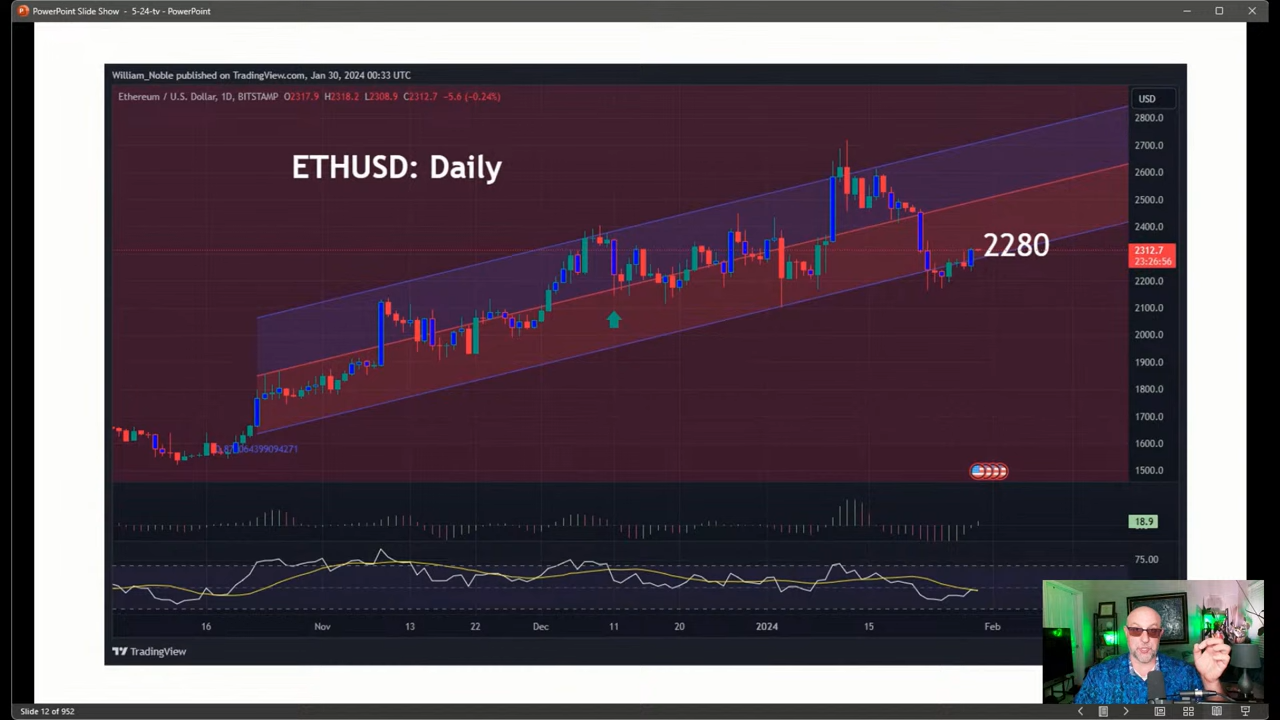 PowerPoint Slide Show - 5-24-tv - PowerPoint
William_Noble published on TradingView.com, Jan 30, 2024 00:33 UTC
Ethereum / U.S. Dollar, 1D, BITSTAMP O2317.9 H2318.2 L2308.9 C2312.7 −5.6 (−0.24%)
USD
2800.0
2700.0
ETHUSD: Daily
2600.0
2500.0
2400.0
2280
2312.7
23:26:56
2200.0
2100.0
2000.0
1900.0
1800.0
1700.0
1600.0
1500.0
18.9
75.00
16 Nov 13 22 Dec 11 20 2024 15 Feb
TradingView
Slide 12 of 952